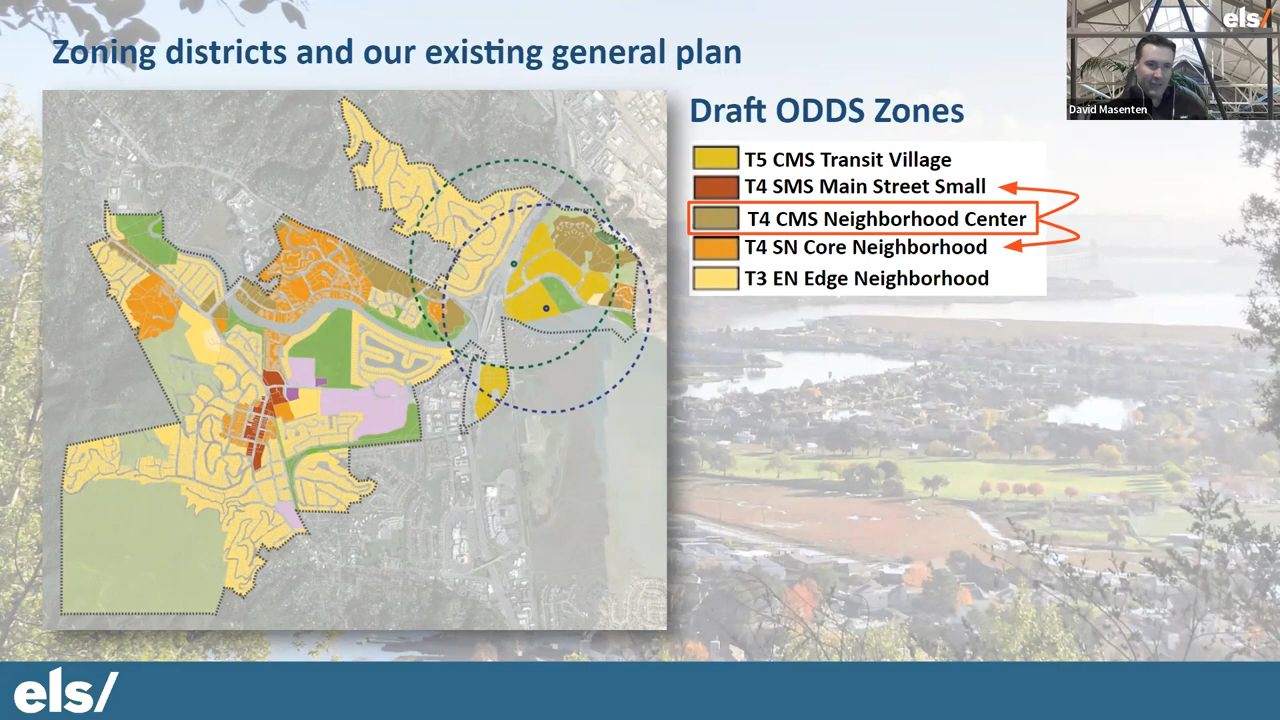 Zoning districts and our existing general plan
els/
David Masenten
Draft ODDS Zones
T5 CMS Transit Village
T4 SMS Main Street Small
T4 CMS Neighborhood Center
T4 SN Core Neighborhood
T3 EN Edge Neighborhood
els/